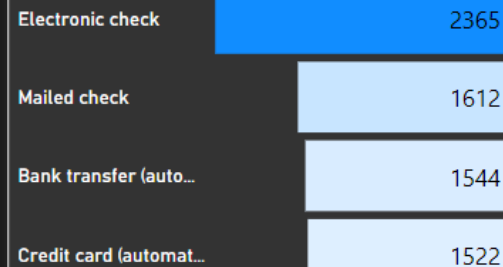 Electronic check 2365
Mailed check 1612
Bank transfer (auto... 1544
Credit card (automat... 1522